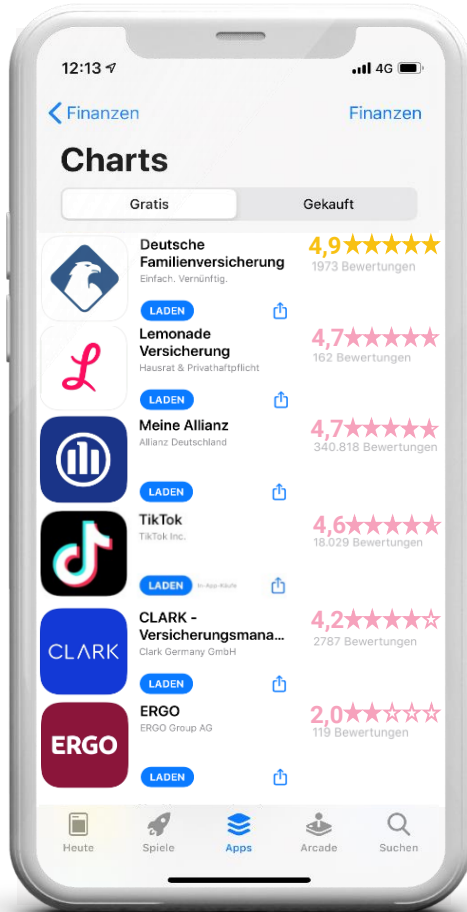 12:13
4G
Finanzen
Finanzen
Charts
Gratis
Gekauft
Deutsche
Familienversicherung
Einfach. Vernünftig.
4,9
1973 Bewertungen
LADEN
Lemonade
Versicherung
Hausrat & Privathaftpflicht
4,7
162 Bewertungen
LADEN
Meine Allianz
Allianz Deutschland
4,7
340.818 Bewertungen
LADEN
TikTok
TikTok Inc.
4,6
18.029 Bewertungen
LADEN
In-App-Käufe
CLARK
CLARK -
Versicherungsmana...
Clark Germany GmbH
4,2
2787 Bewertungen
LADEN
ERGO
ERGO
ERGO Group AG
2,0
119 Bewertungen
LADEN
Heute
Spiele
Apps
Arcade
Suchen